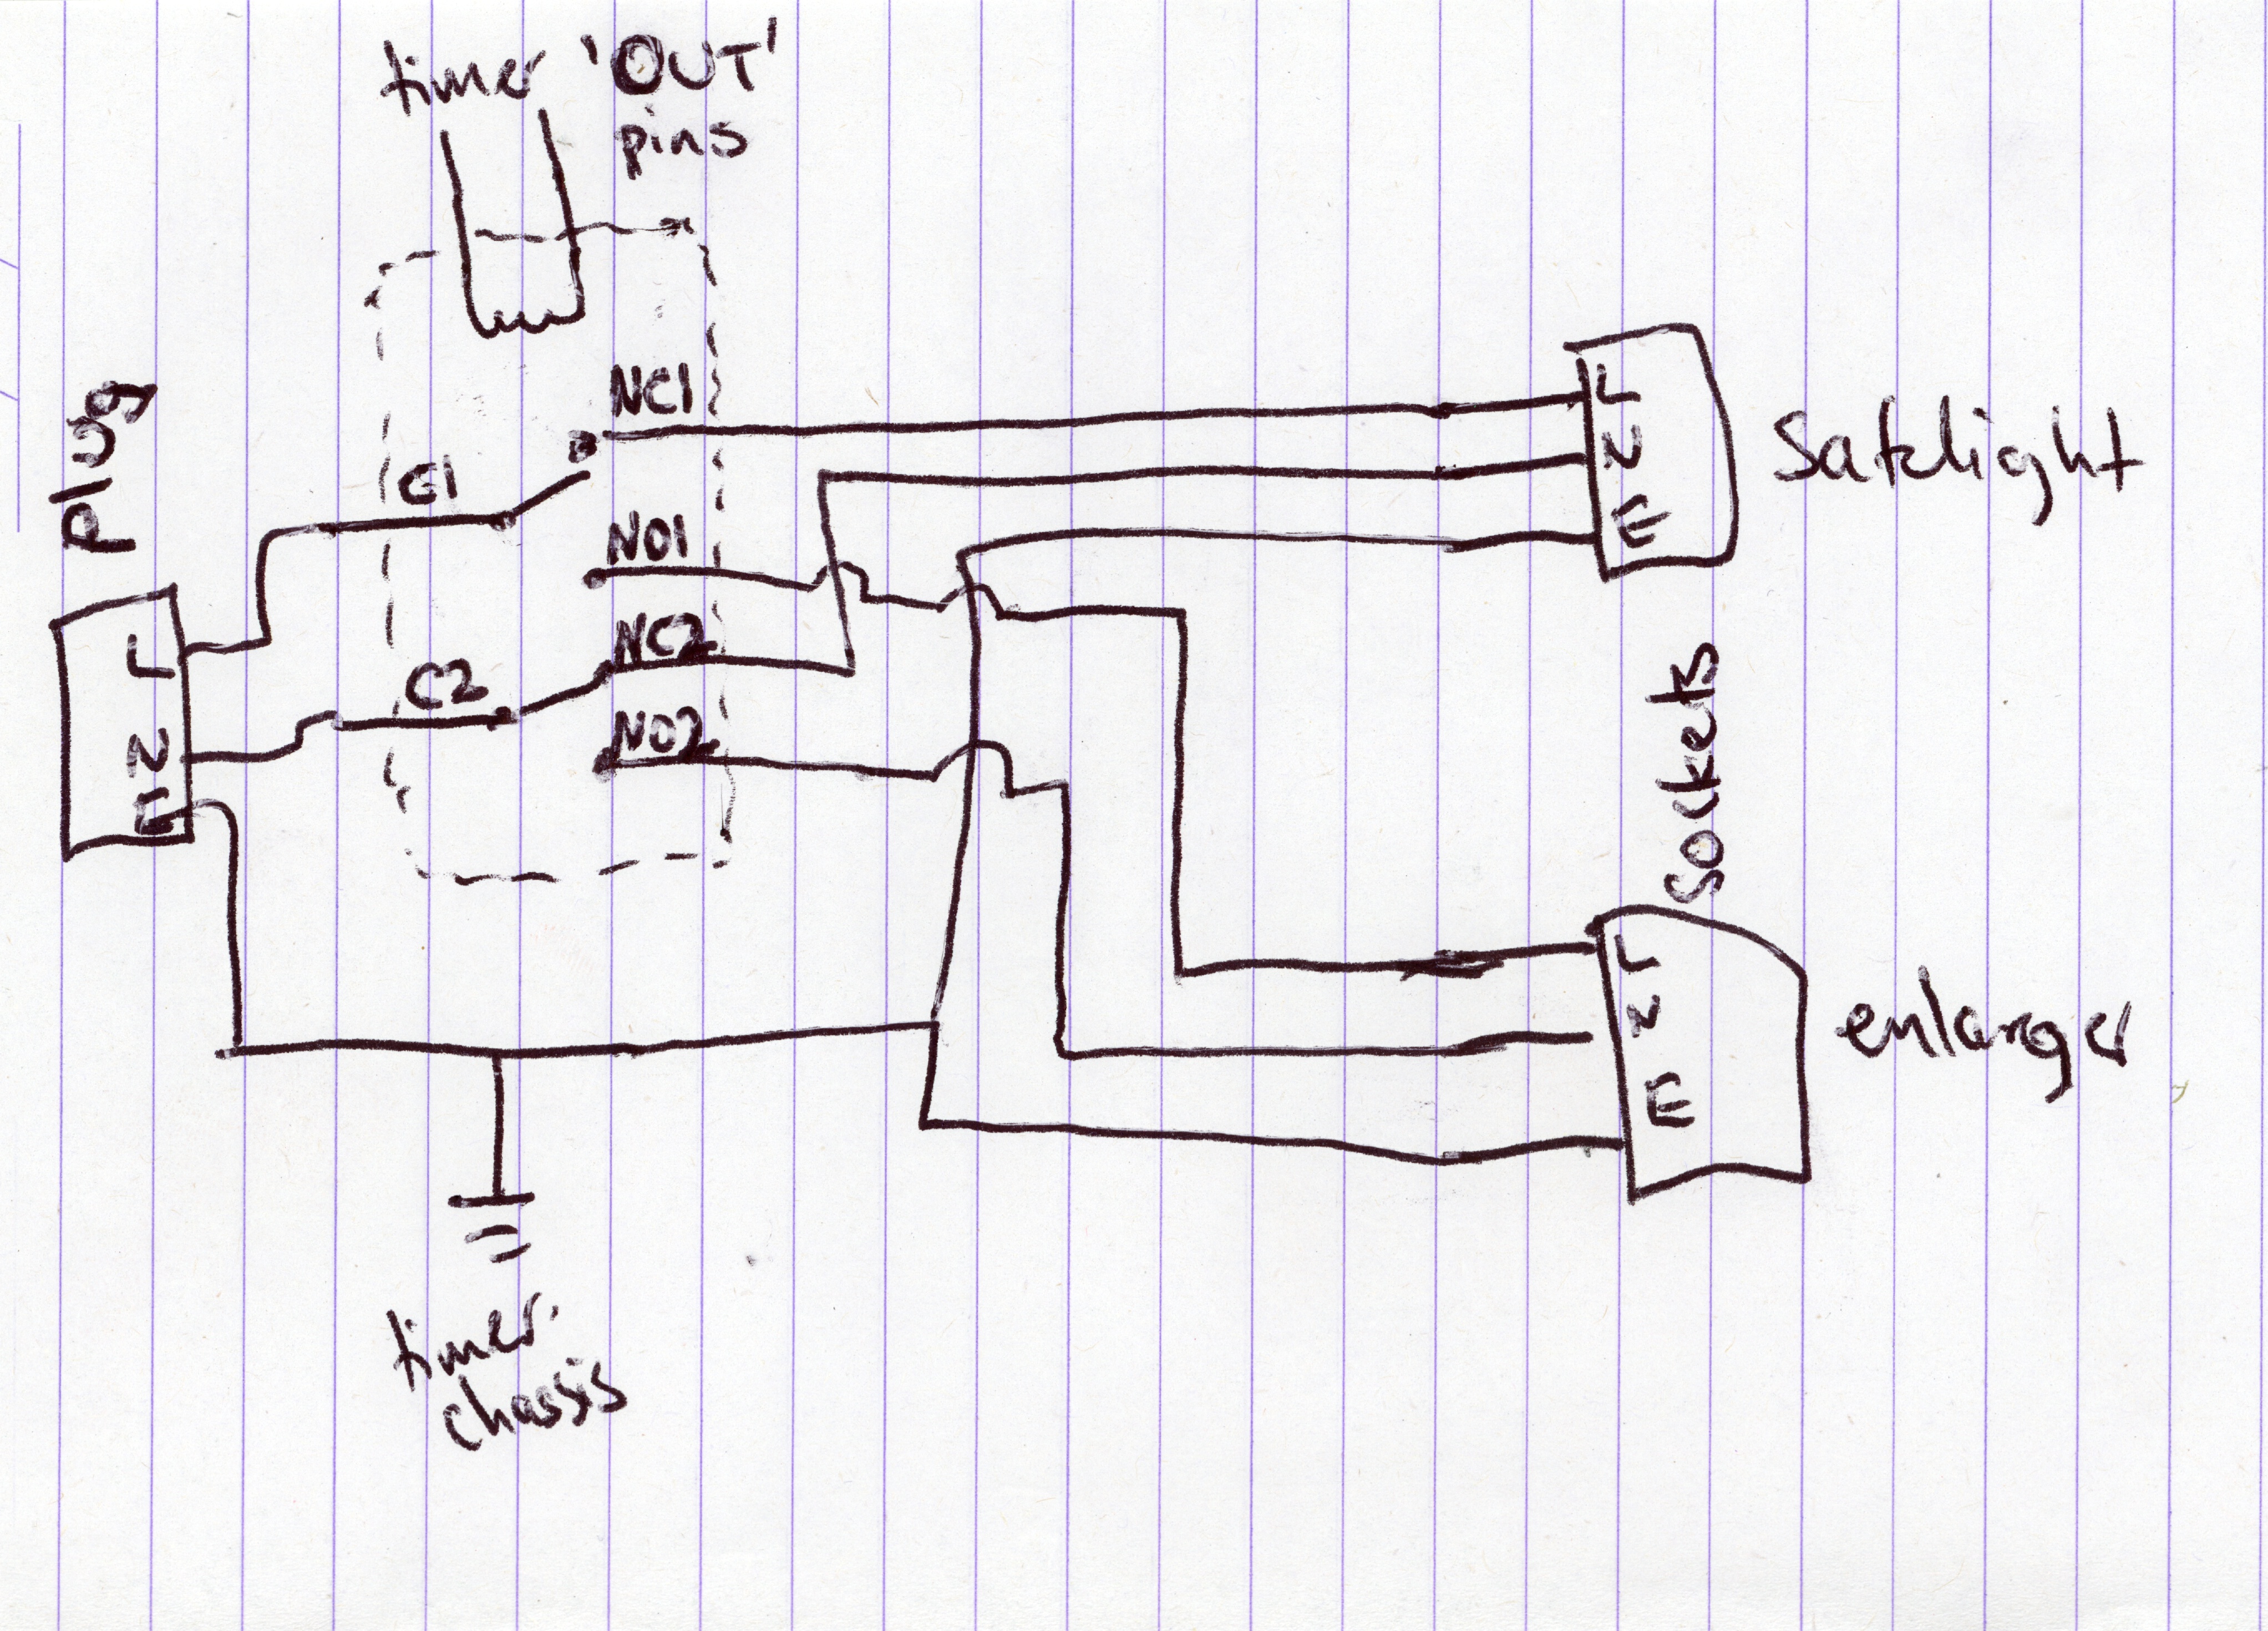 timer 'OUT'
pins
Plug
L
N
E
C1
C2
NC1
NO1
NC2
NO2
L
N
E
Safelight
Sockets
L
N
E
enlarger
timer
chassis